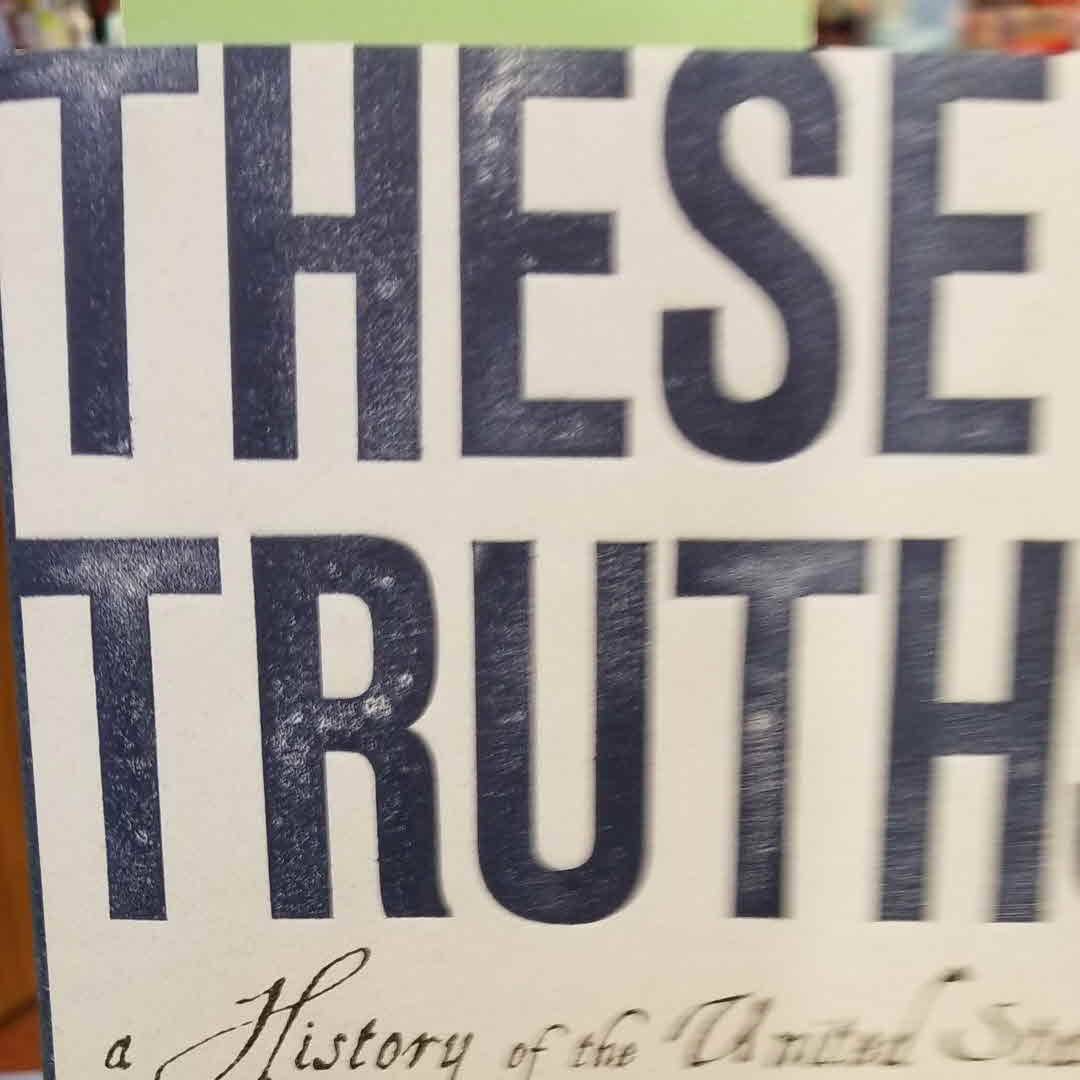 THESE
TRUTH
a History of the United